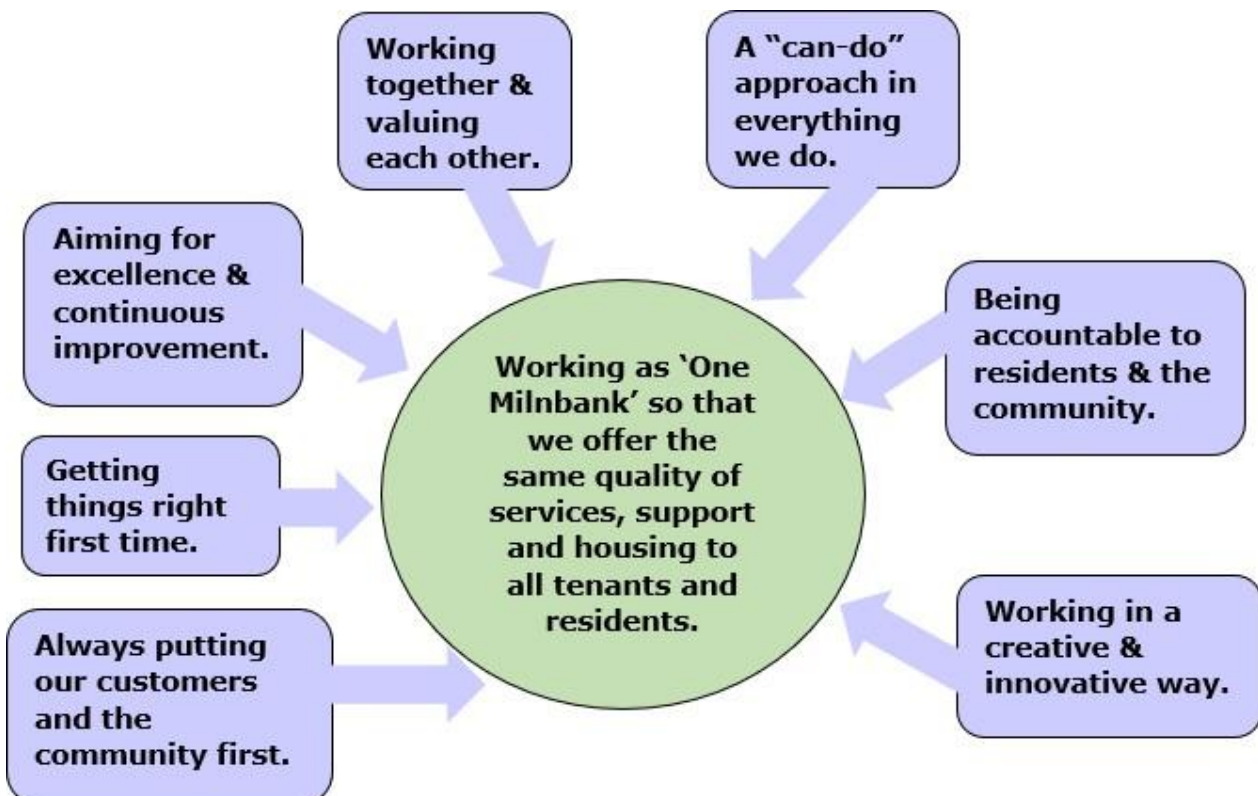 Working
together &
valuing
each other.
A “can-do”
approach in
everything
we do.
Aiming for
excellence &
continuous
improvement.
Being
accountable to
residents & the
community.
Working as ‘One
Milnbank’ so that
we offer the
same quality of
services, support
and housing to
all tenants and
residents.
Getting
things right
first time.
Working in a
creative &
innovative way.
Always putting
our customers
and the
community first.